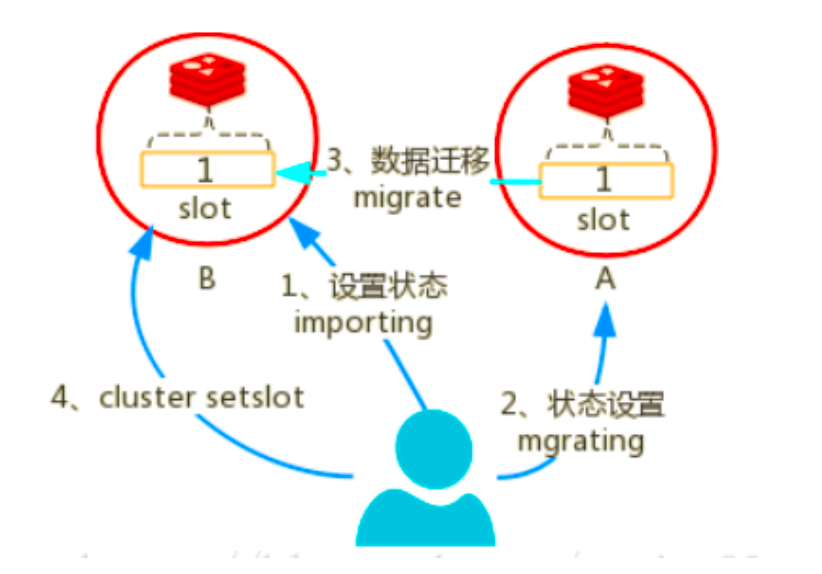 1
slot
B
3、数据迁移
migrate
1
slot
A
1、设置状态
importing
4、cluster setslot
2、状态设置
mgrating